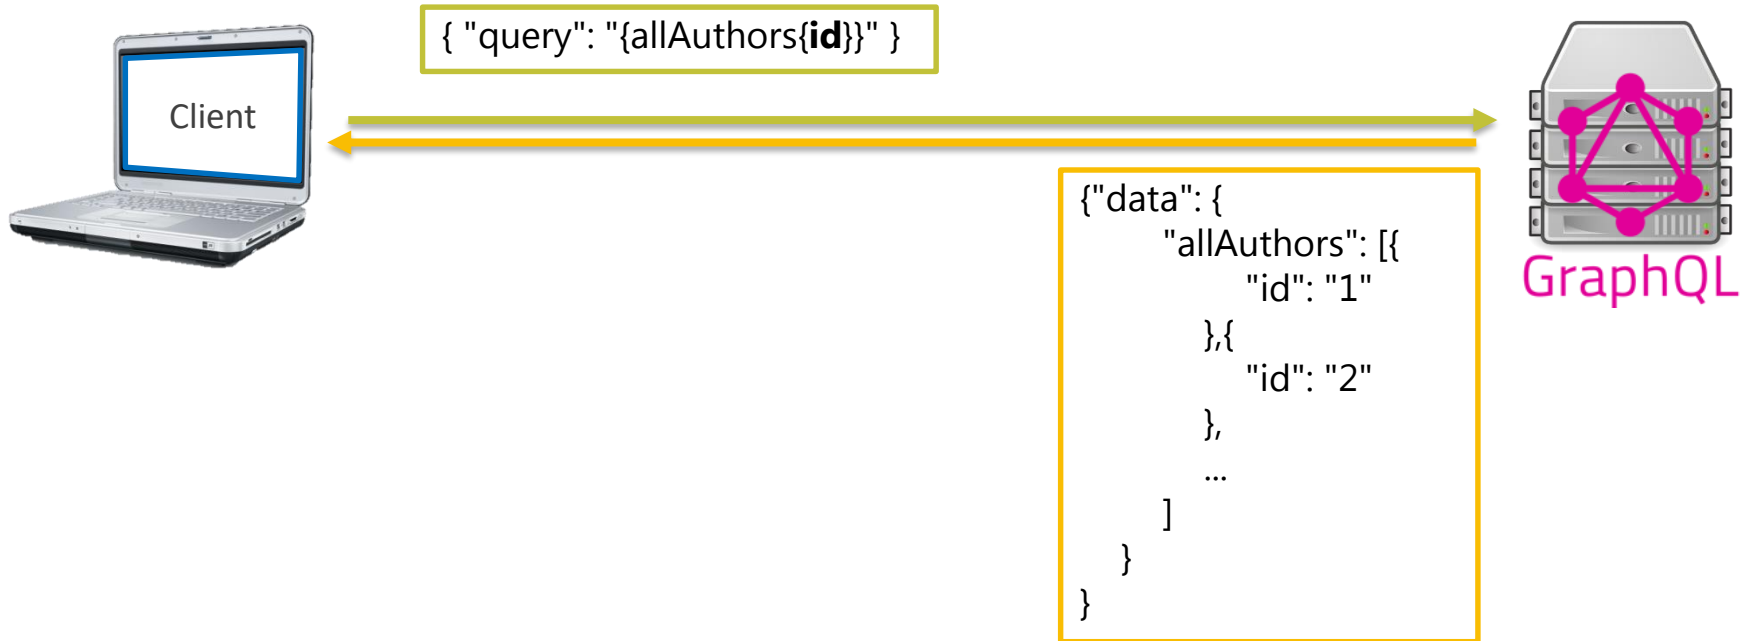 { "query": "{allAuthors{id}}" }
Client
{"data": {
"allAuthors": [{
"id": "1"
},{
"id": "2"
},
...
]
}
}
GraphQL